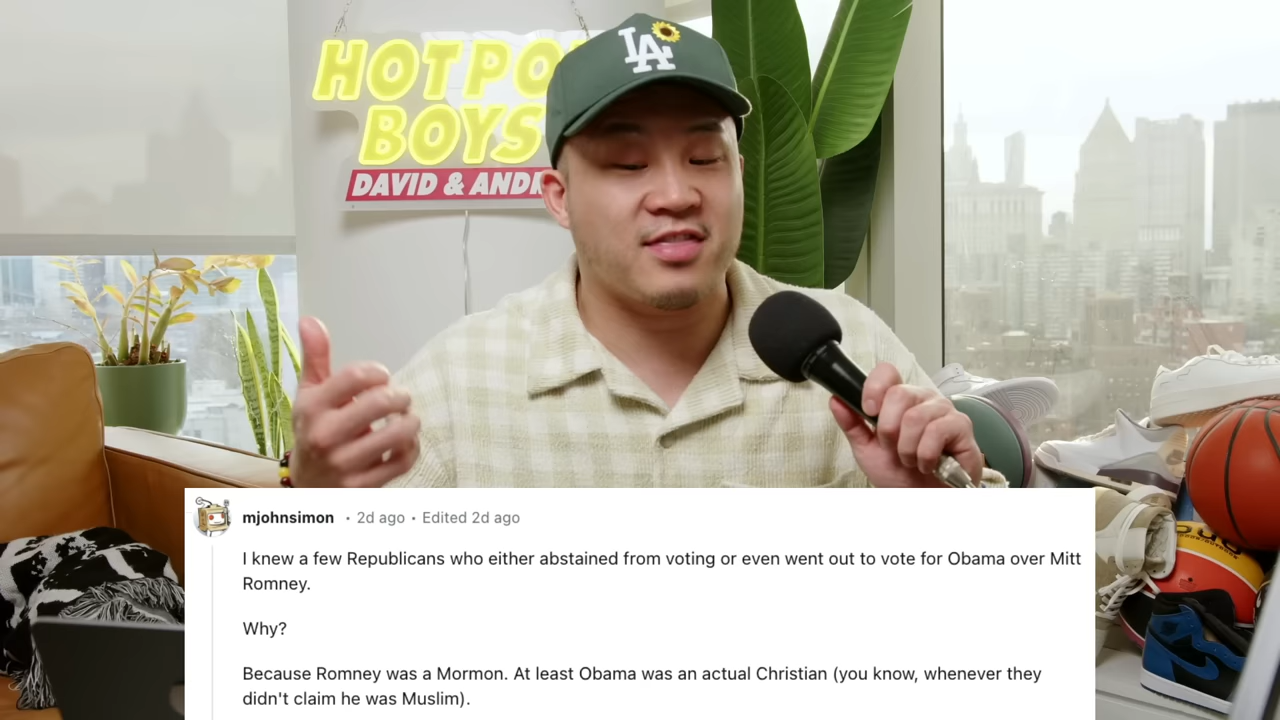 HOT PO
BOYS
DAVID & AND
LA
mjohnsimon · 2d ago · Edited 2d ago
I knew a few Republicans who either abstained from voting or even went out to vote for Obama over Mitt
Romney.
Why?
Because Romney was a Mormon. At least Obama was an actual Christian (you know, whenever they
didn't claim he was Muslim).